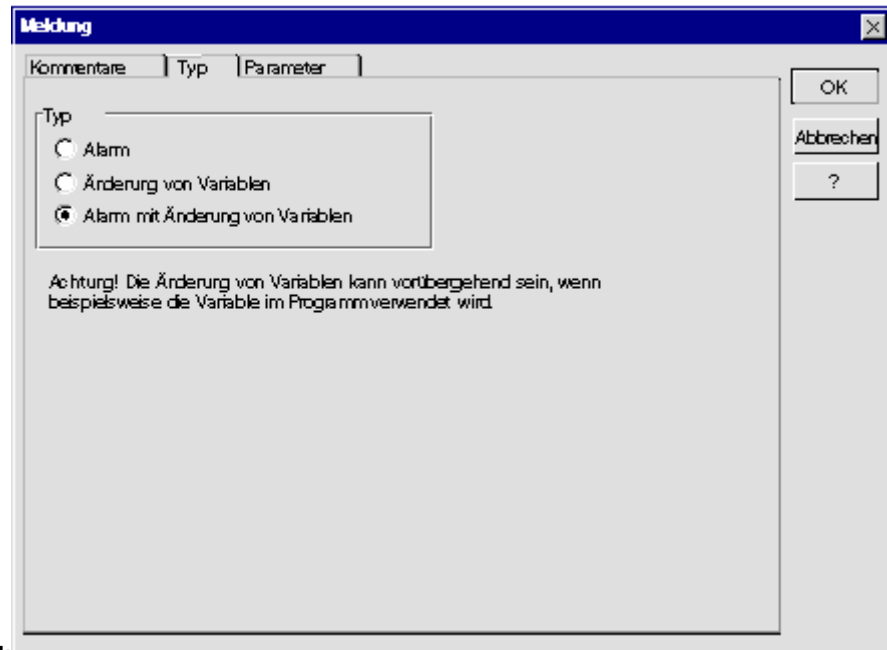 Meldung
Kommentare Typ Parameter
OK
Abbrechen
?
Typ
Alarm
Änderung von Variablen
Alarm mit Änderung von Variablen
Achtung! Die Änderung von Variablen kann vorübergehend sein, wenn
beispielsweise die Variable im Programm verwendet wird.